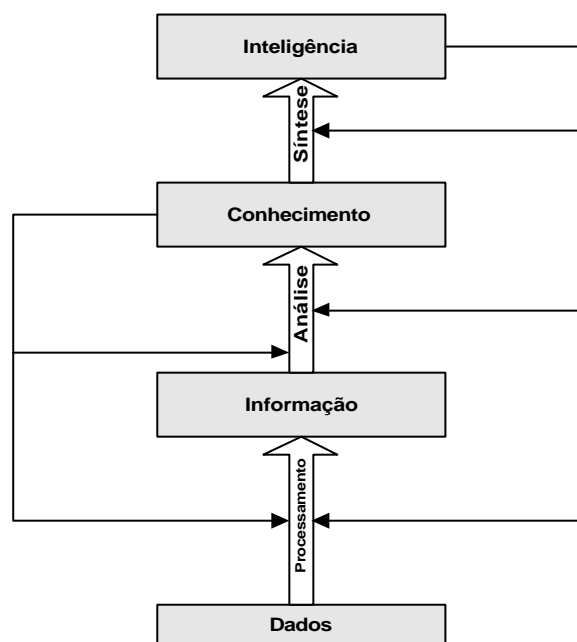 Inteligência
Síntese
Conhecimento
Análise
Informação
Processamento
Dados